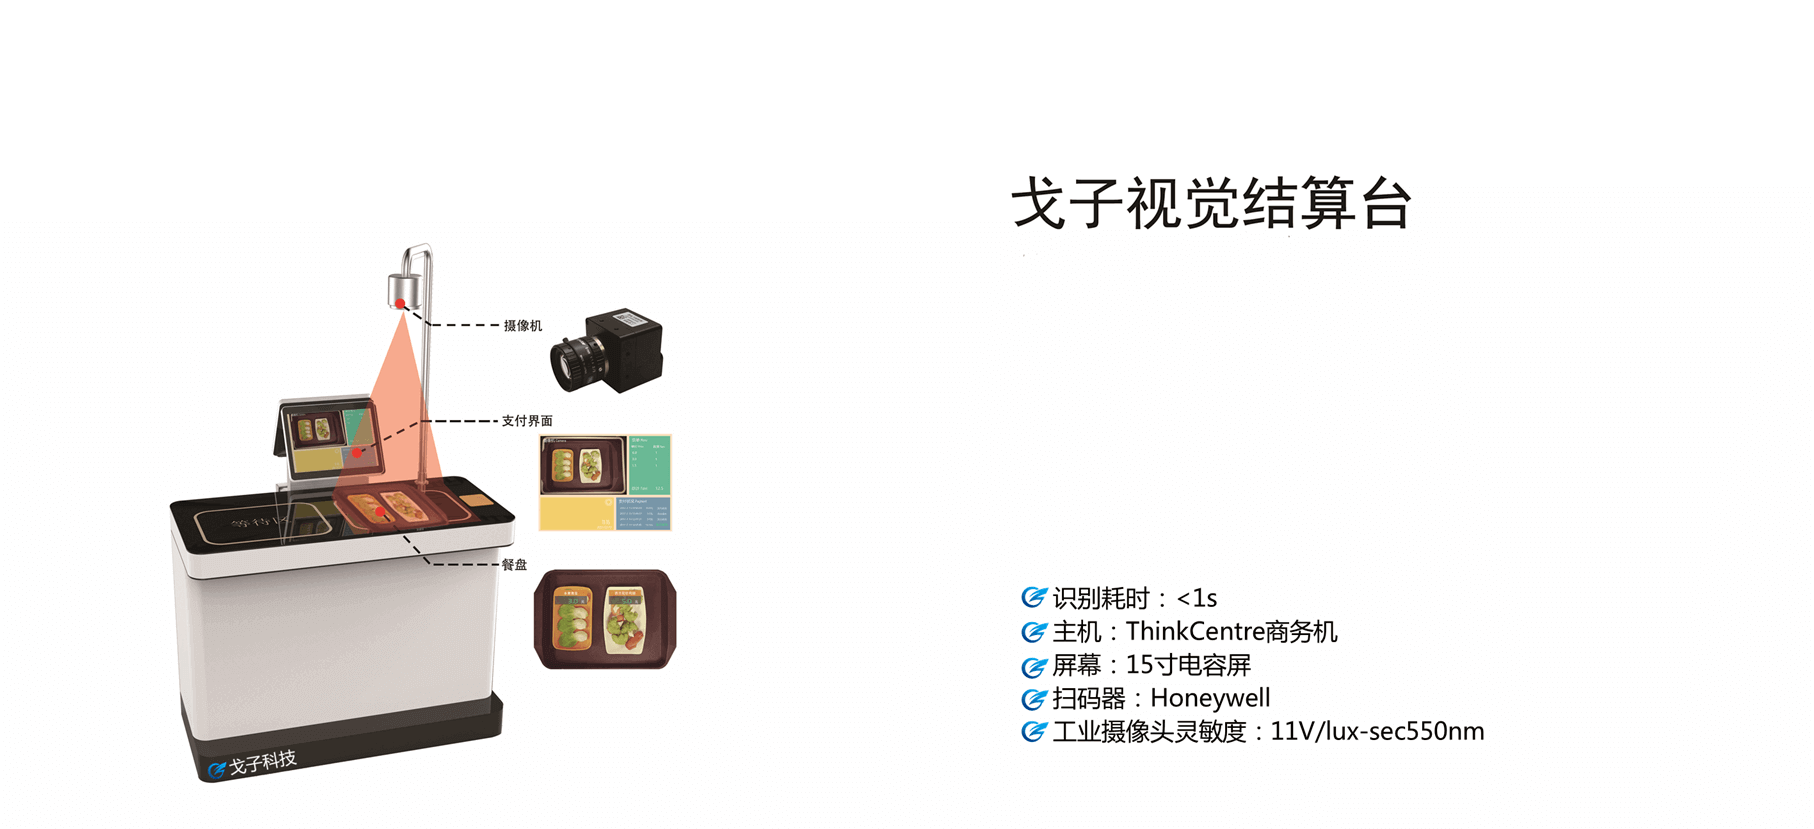 戈子视觉结算台
摄像机
支付界面
等待区
餐盘
戈子科技
识别耗时：<1s
主机：ThinkCentre商务机
屏幕：15寸电容屏
扫码器：Honeywell
工业摄像头灵敏度：11V/lux-sec550nm